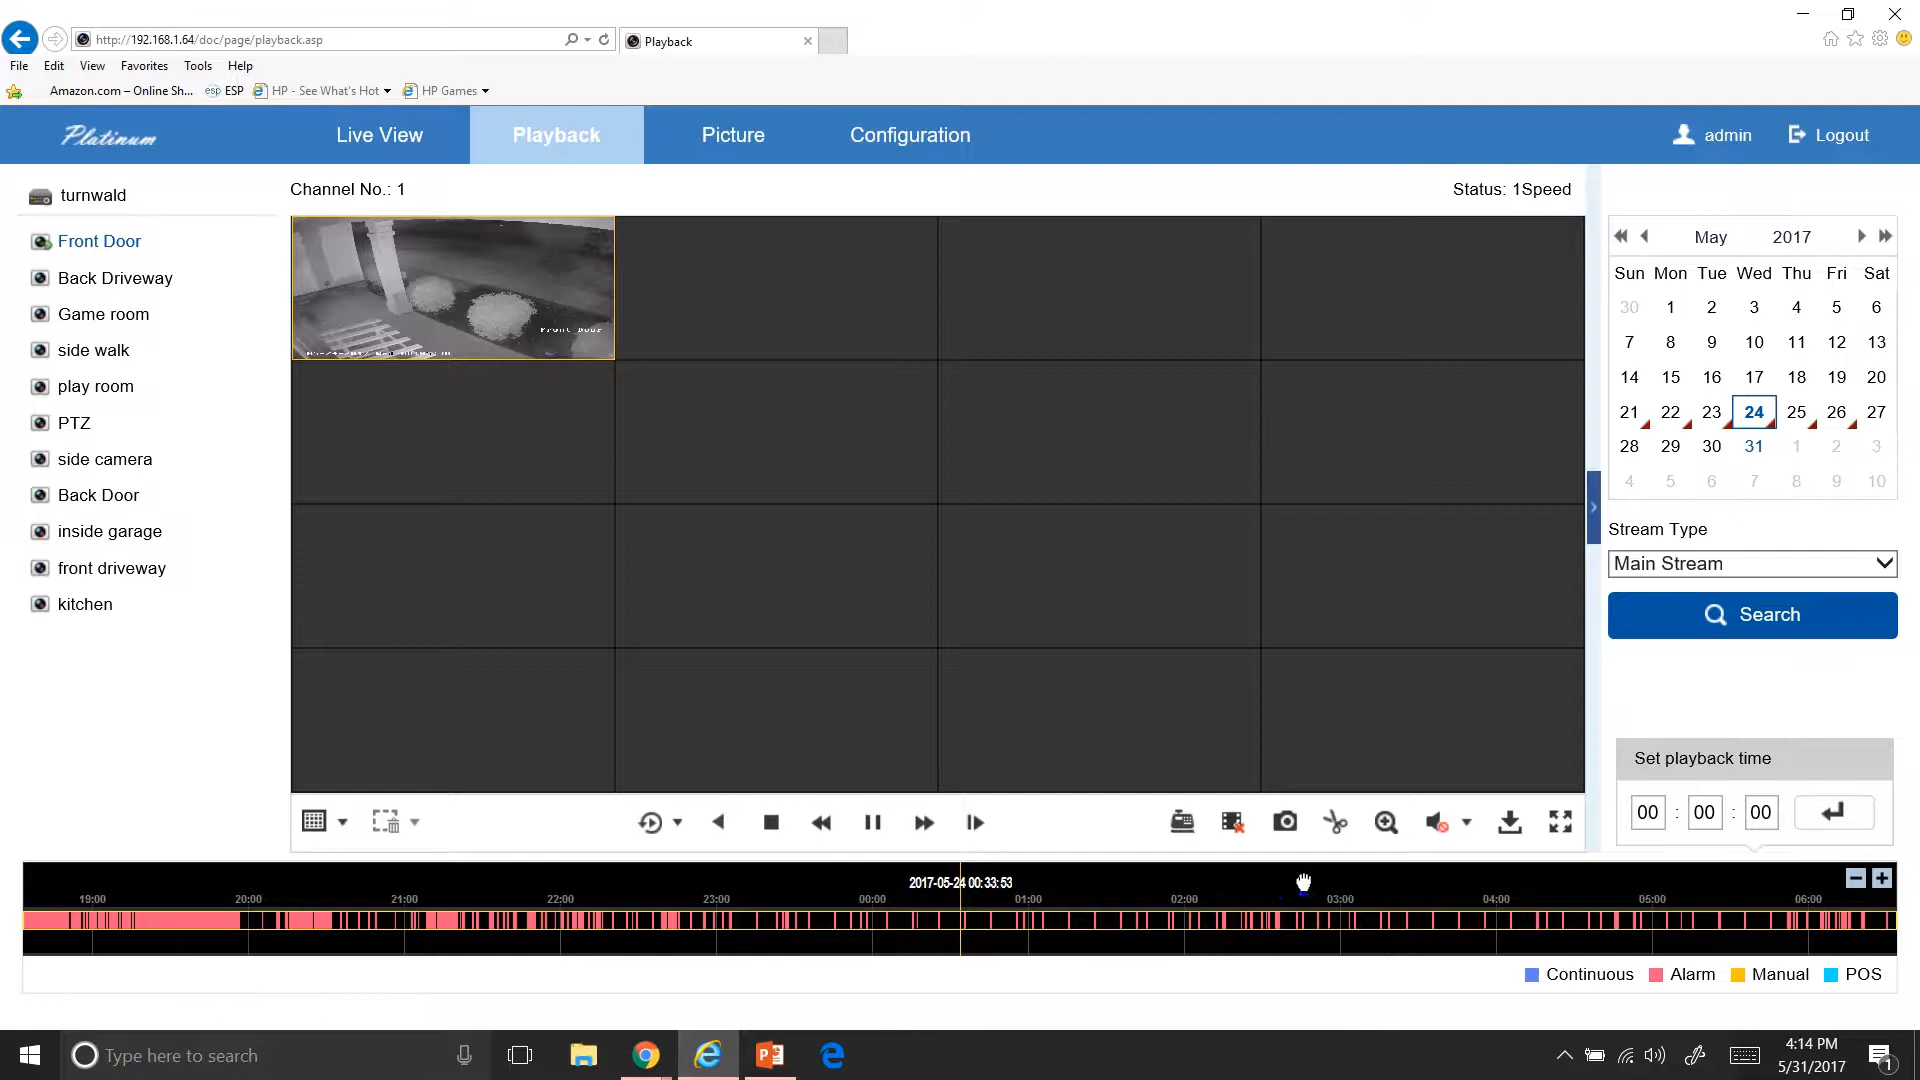 http://192.168.1.64/doc/page/playback.asp
Playback
File Edit View Favorites Tools Help
Amazon.com – Online Sh... esp ESP HP - See What's Hot HP Games
Platinum Live View Playback Picture Configuration admin Logout
turnwald
Channel No.: 1
Status: 1Speed
Front Door
Back Driveway
Game room
side walk
play room
PTZ
side camera
Back Door
inside garage
front driveway
kitchen
Front Door
May 2017
Sun Mon Tue Wed Thu Fri Sat
30 1 2 3 4 5 6
7 8 9 10 11 12 13
14 15 16 17 18 19 20
21 22 23 24 25 26 27
28 29 30 31 1 2 3
4 5 6 7 8 9 10
Stream Type
Main Stream
Search
Set playback time
00 : 00 : 00
2017-05-24 00:33:53
19:00 20:00 21:00 22:00 23:00 00:00 01:00 02:00 03:00 04:00 05:00 06:00
Continuous Alarm Manual POS
Type here to search
4:14 PM
5/31/2017
1